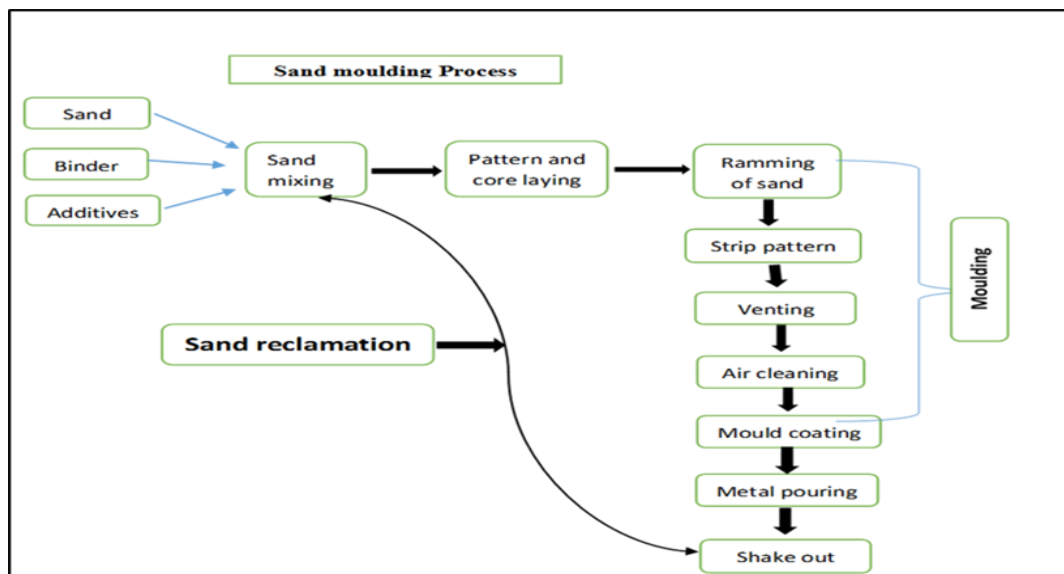 Sand moulding Process
Sand
Binder
Additives
Sand
mixing
Pattern and
core laying
Ramming
of sand
Strip pattern
Venting
Air cleaning
Mould coating
Metal pouring
Shake out
Moulding
Sand reclamation